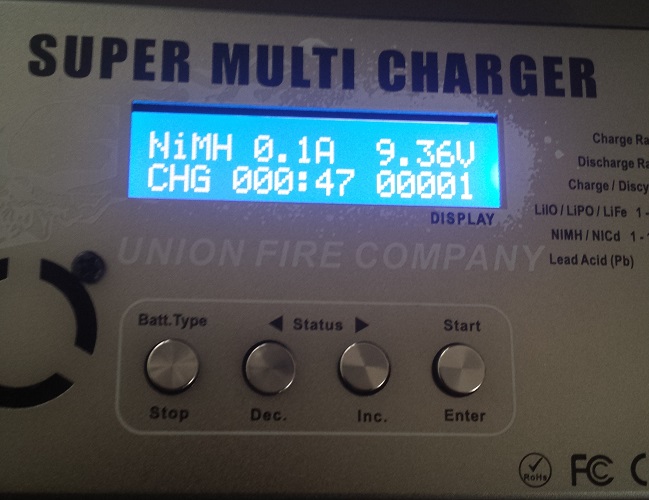 SUPER MULTI CHARGER
NiMH 0.1A 9.36V
CHG 000:47 00001
DISPLAY
Charge Ra
Discharge Ra
Charge / Discy
LiIO / LiPO / LiFe 1 -
NiMH / NiCd 1 -
Lead Acid (Pb)
UNION FIRE COMPANY
Batt.Type ◀ Status ▶ Start
Stop Dec. Inc. Enter
RoHs FC